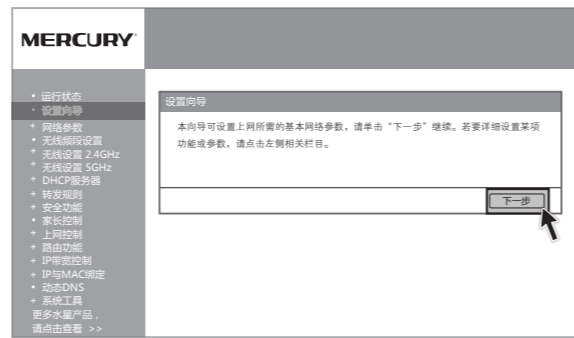 MERCURY®
• 运行状态
• 设置向导
+ 网络参数
• 无线频段设置
+ 无线设置 2.4GHz
+ 无线设置 5GHz
+ DHCP服务器
+ 转发规则
+ 安全功能
• 家长控制
+ 上网控制
+ 路由功能
+ IP带宽控制
+ IP与MAC绑定
• 动态DNS
+ 系统工具
更多水星产品，
请点击查看 >>
设置向导
本向导可设置上网所需的基本网络参数，请单击“下一步”继续。若要详细设置某项
功能或参数，请点击左侧相关栏目。
下一步